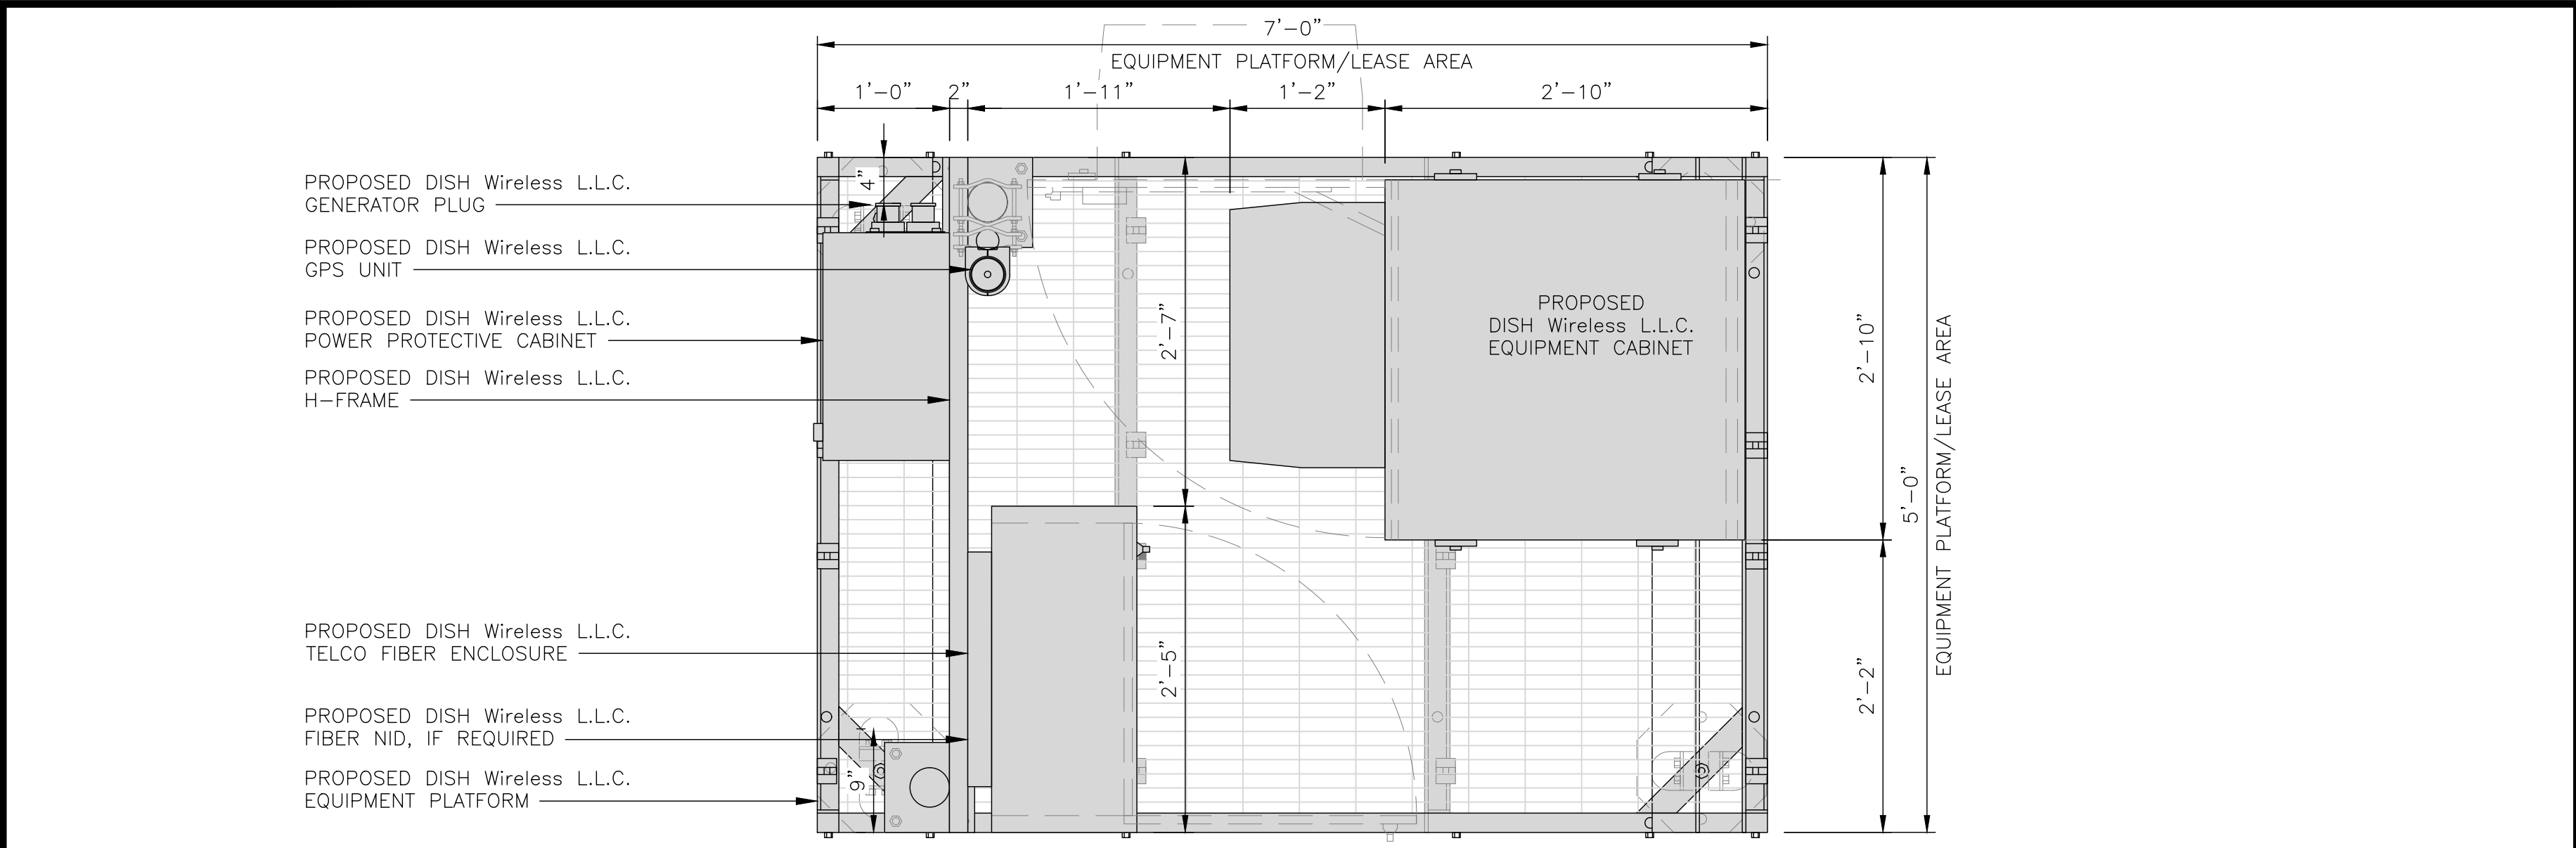 7'-0"
EQUIPMENT PLATFORM/LEASE AREA
1'-0"
2"
1'-11"
1'-2"
2'-10"
PROPOSED DISH Wireless L.L.C.
GENERATOR PLUG
4"
PROPOSED DISH Wireless L.L.C.
GPS UNIT
PROPOSED DISH Wireless L.L.C.
POWER PROTECTIVE CABINET
PROPOSED DISH Wireless L.L.C.
H-FRAME
2'-7"
PROPOSED
DISH Wireless L.L.C.
EQUIPMENT CABINET
2'-10"
5'-0"
EQUIPMENT PLATFORM/LEASE AREA
PROPOSED DISH Wireless L.L.C.
TELCO FIBER ENCLOSURE
2'-5"
2'-2"
PROPOSED DISH Wireless L.L.C.
FIBER NID, IF REQUIRED
PROPOSED DISH Wireless L.L.C.
EQUIPMENT PLATFORM
9"